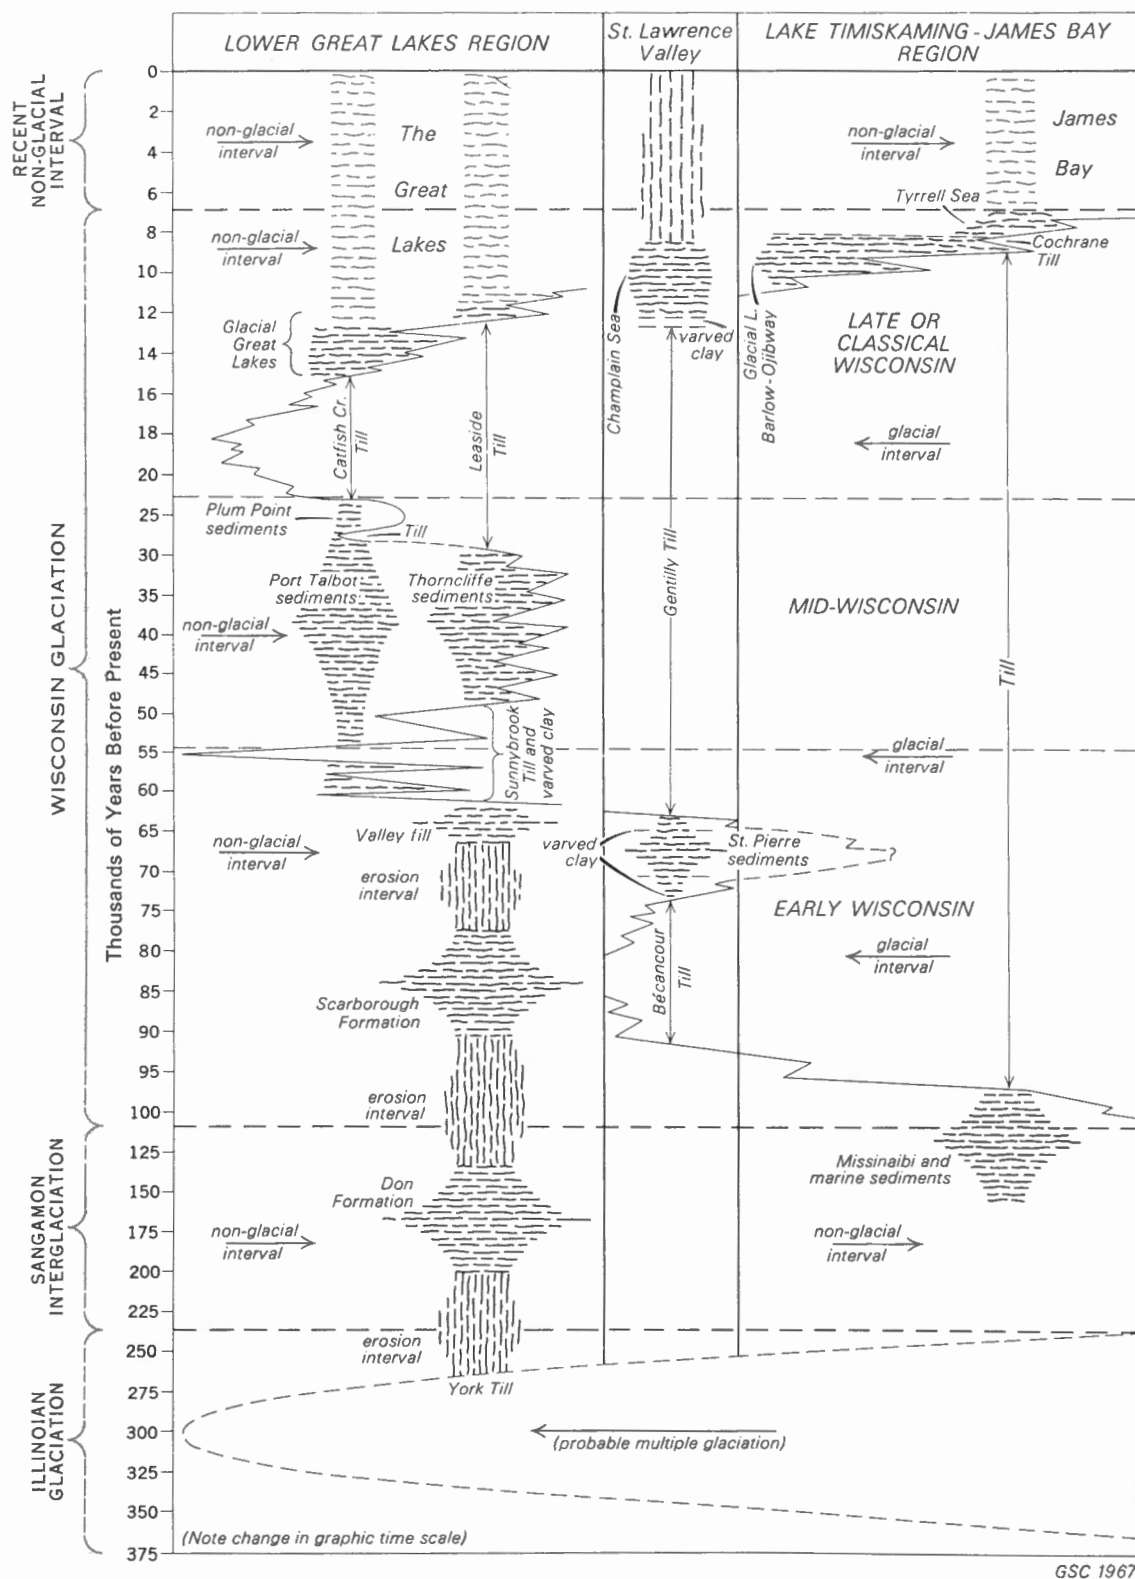 LOWER GREAT LAKES REGION
St. Lawrence
Valley
LAKE TIMISKAMING-JAMES BAY
REGION
RECENT
NON-GLACIAL
INTERVAL
WISCONSIN GLACIATION
SANGAMON
INTERGLACIATION
ILLINOIAN
GLACIATION
Thousands of Years Before Present
0
2
4
6
8
10
12
14
16
18
20
25
30
35
40
45
50
55
60
65
70
75
80
85
90
95
100
125
150
175
200
225
250
275
300
325
350
375
non-glacial
interval
The
Great
Lakes
non-glacial
interval
Glacial
Great
Lakes
Catfish Cr.
Till
Leaside
Till
Plum Point
sediments
Till
Port Talbot
sediments
Thorncliffe
sediments
non-glacial
interval
Sunnybrook
Till and
varved clay
Valley fill
non-glacial
interval
erosion
interval
Scarborough
Formation
erosion
interval
Don
Formation
non-glacial
interval
erosion
interval
York Till
(probable multiple glaciation)
(Note change in graphic time scale)
Champlain Sea
varved
clay
Gentilly Till
varved
clay
St. Pierre
sediments
?
Bécancour
Till
non-glacial
interval
James
Bay
Tyrrell Sea
Cochrane
Till
Glacial L.
Barlow-Ojibway
LATE OR
CLASSICAL
WISCONSIN
glacial
interval
MID-WISCONSIN
Till
glacial
interval
EARLY WISCONSIN
glacial
interval
Missinaibi and
marine sediments
non-glacial
interval
GSC 1967